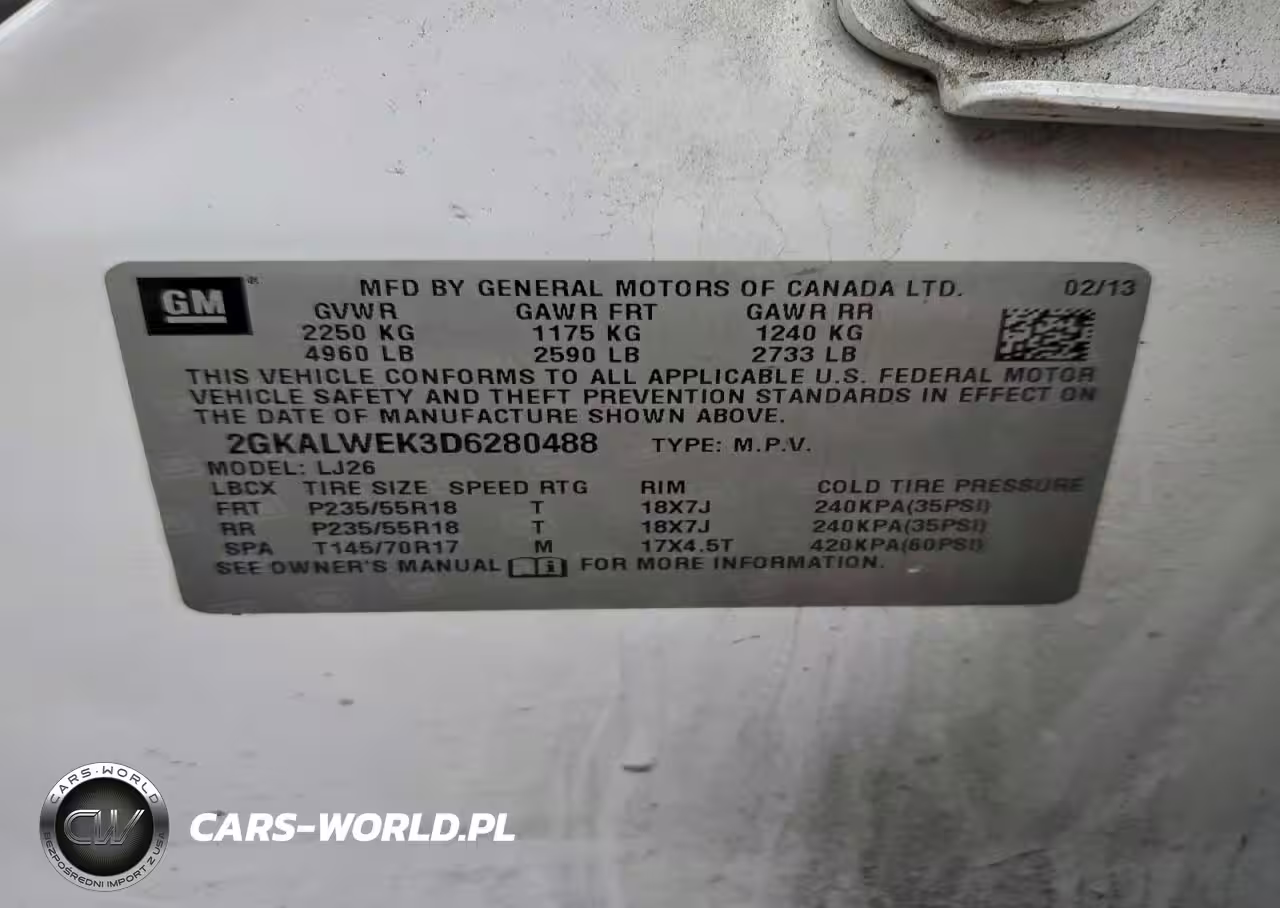 GM ® MFD BY GENERAL MOTORS OF CANADA LTD. 02/13
GVWR GAWR FRT GAWR RR
2250 KG 1175 KG 1240 KG
4960 LB 2590 LB 2733 LB
THIS VEHICLE CONFORMS TO ALL APPLICABLE U.S. FEDERAL MOTOR
VEHICLE SAFETY AND THEFT PREVENTION STANDARDS IN EFFECT ON
THE DATE OF MANUFACTURE SHOWN ABOVE.
2GKALWEK3D6280488 TYPE: M.P.V.
MODEL: LJ26
LBCX TIRE SIZE SPEED RTG RIM COLD TIRE PRESSURE
FRT P235/55R18 T 18X7J 240KPA(35PSI)
RR P235/55R18 T 18X7J 240KPA(35PSI)
SPA T145/70R17 M 17X4.5T 420KPA(60PSI)
SEE OWNER'S MANUAL FOR MORE INFORMATION.
CARS-WORLD
CW
BEZPOŚREDNI IMPORT Z USA
CARS-WORLD.PL